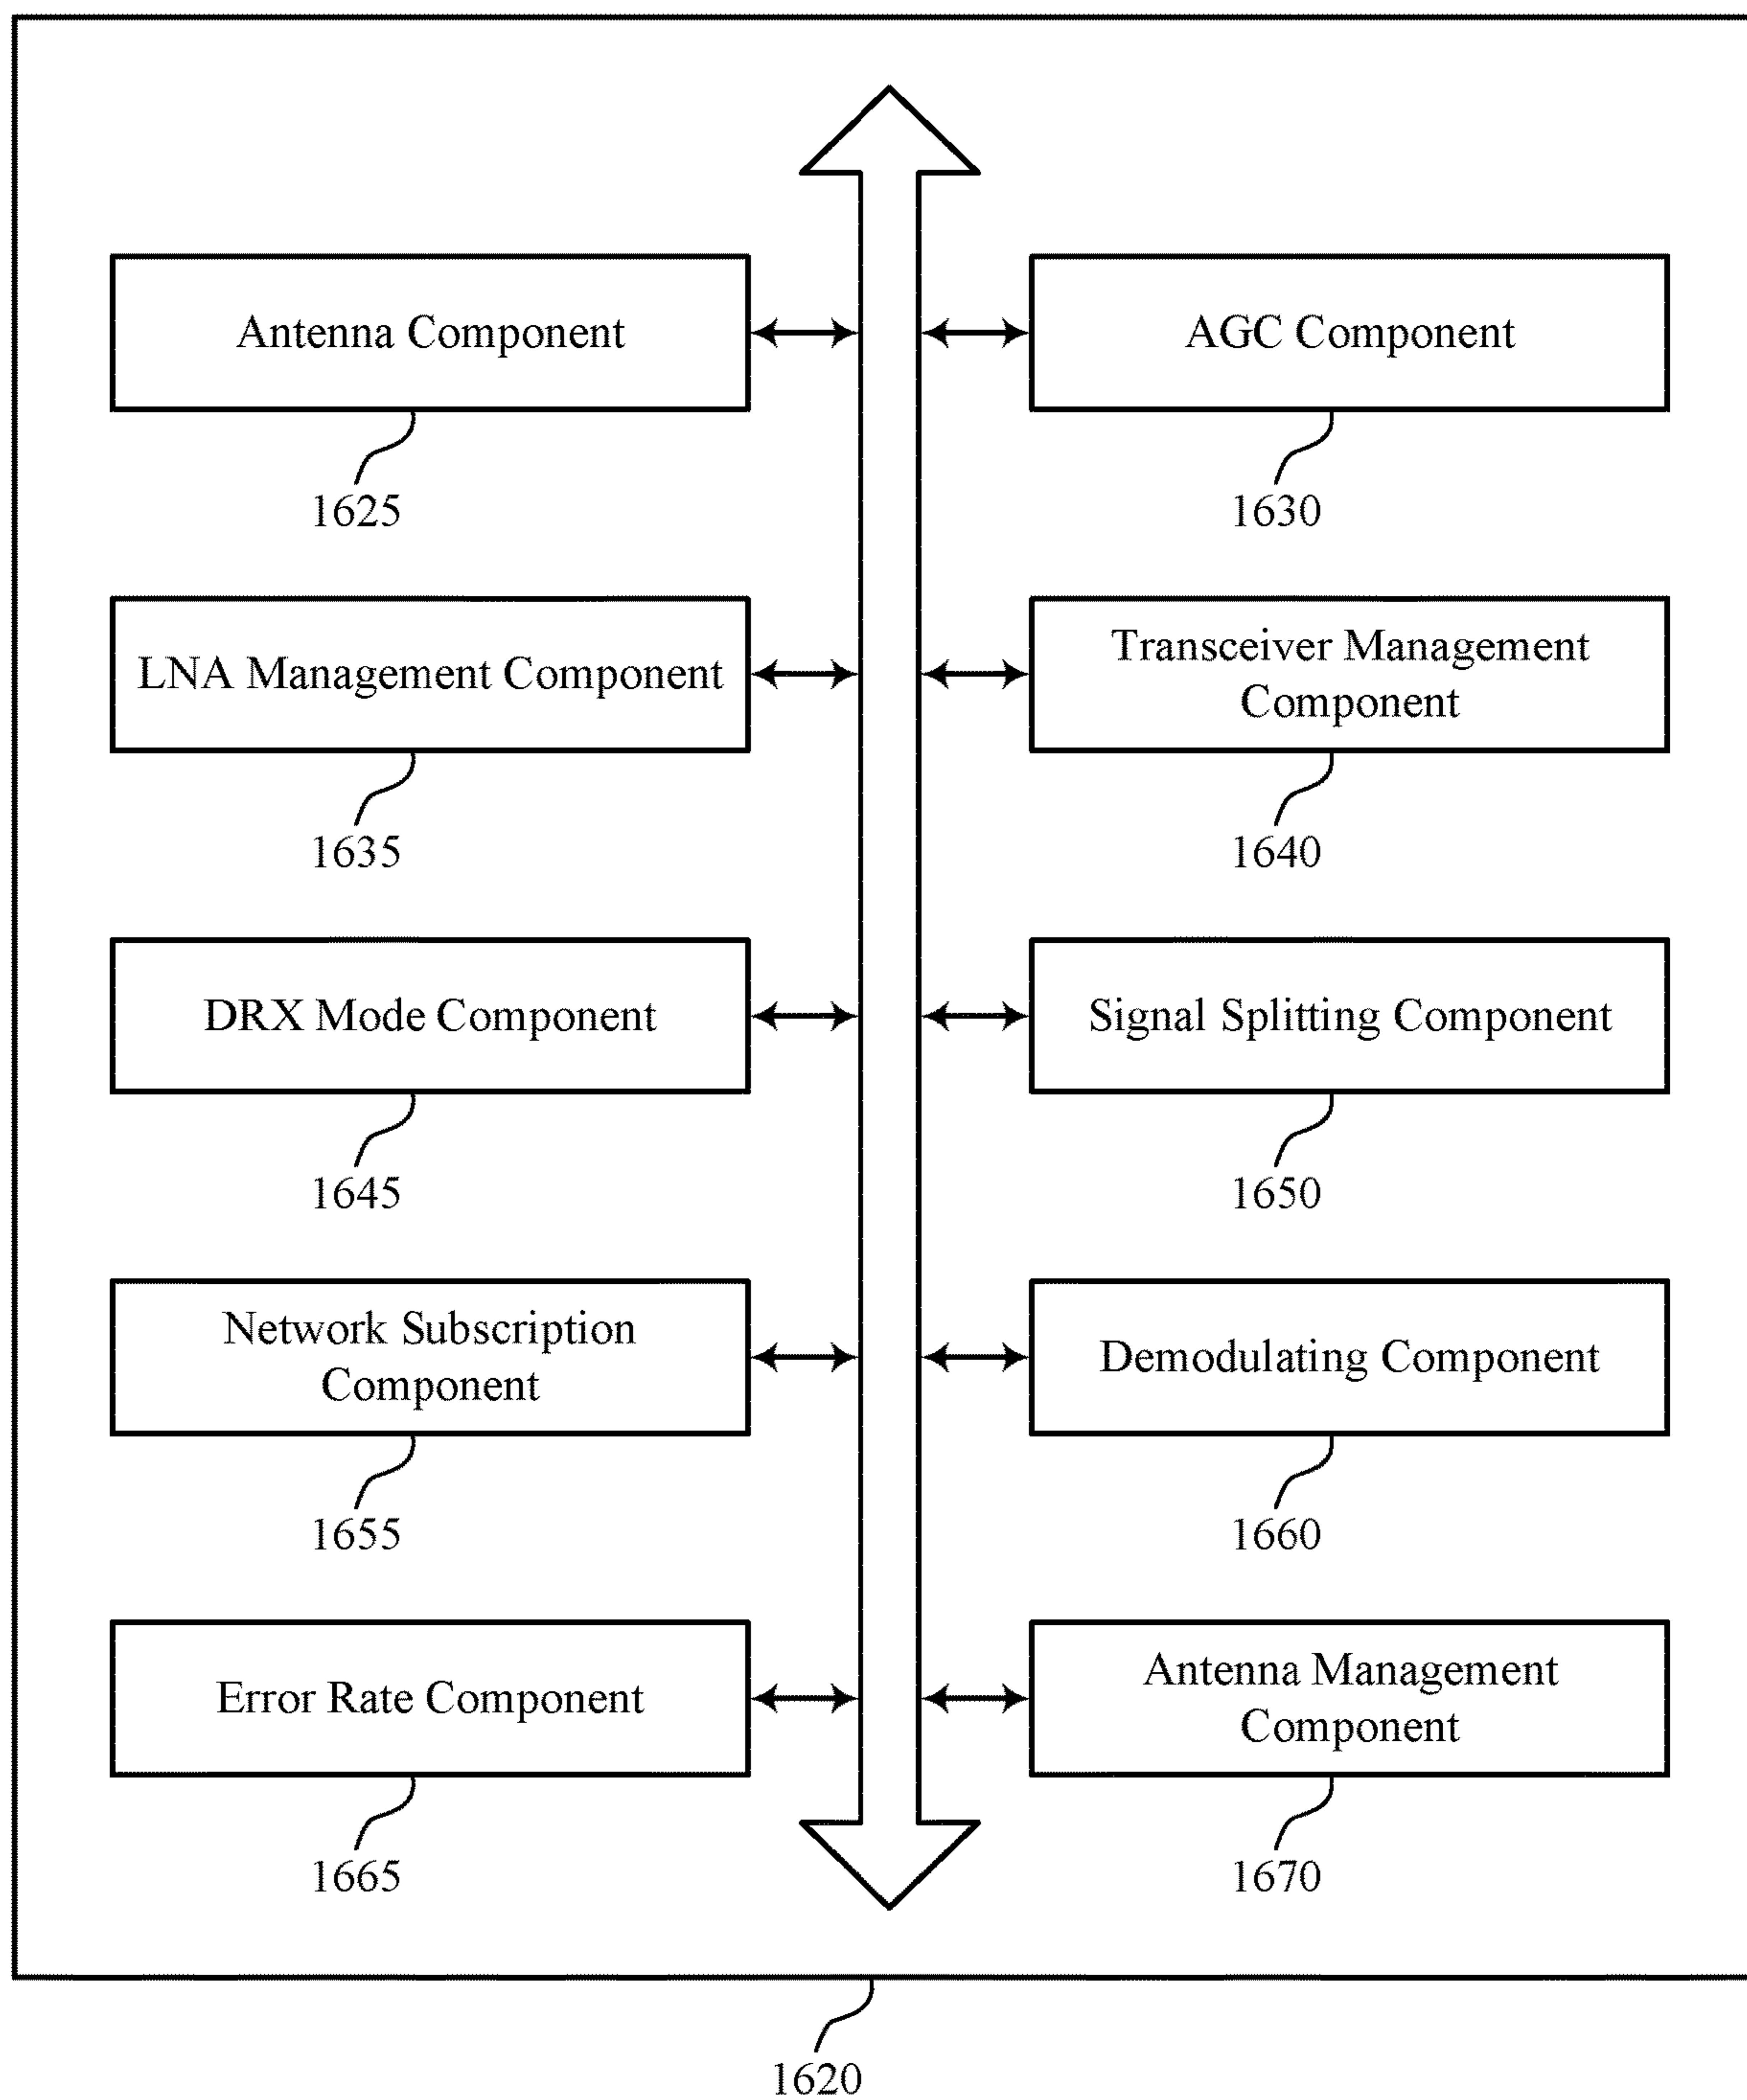 Antenna Component
1625
AGC Component
1630
LNA Management Component
1635
Transceiver Management
Component
1640
DRX Mode Component
1645
Signal Splitting Component
1650
Network Subscription
Component
1655
Demodulating Component
1660
Error Rate Component
1665
Antenna Management
Component
1670
1620